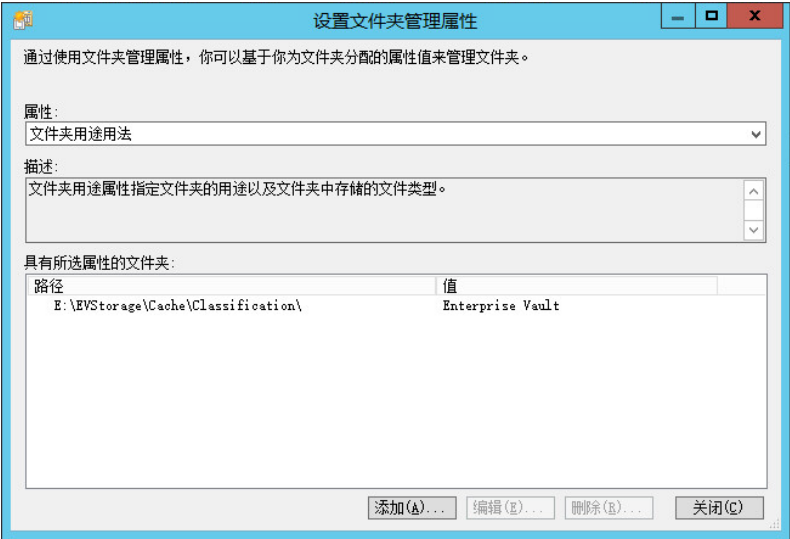 设置文件夹管理属性
通过使用文件夹管理属性，你可以基于你为文件夹分配的属性值来管理文件夹。
属性:
文件夹用途用法
描述:
文件夹用途属性指定文件夹的用途以及文件夹中存储的文件类型。
具有所选属性的文件夹:
路径 值
E:\EVStorage\Cache\Classification\ Enterprise Vault
添加(A)... 编辑(E)... 删除(R)... 关闭(C)